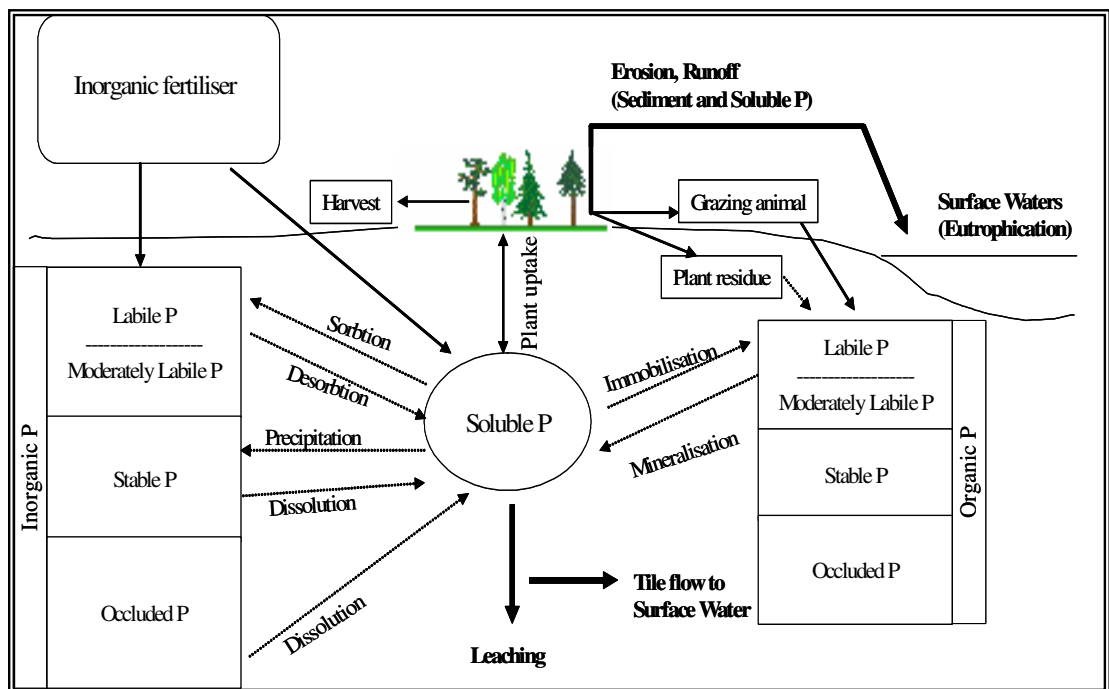 Inorganic fertiliser
Erosion, Runoff
(Sediment and Soluble P)
Harvest
Grazing animal
Surface Waters
(Eutrophication)
Plant residue
Plant uptake
Inorganic P
Labile P
Moderately Labile P
Stable P
Occluded P
Sorbtion
Desorbtion
Precipitation
Dissolution
Dissolution
Soluble P
Immobilisation
Mineralisation
Labile P
Moderately Labile P
Stable P
Occluded P
Organic P
Tile flow to
Surface Water
Leaching